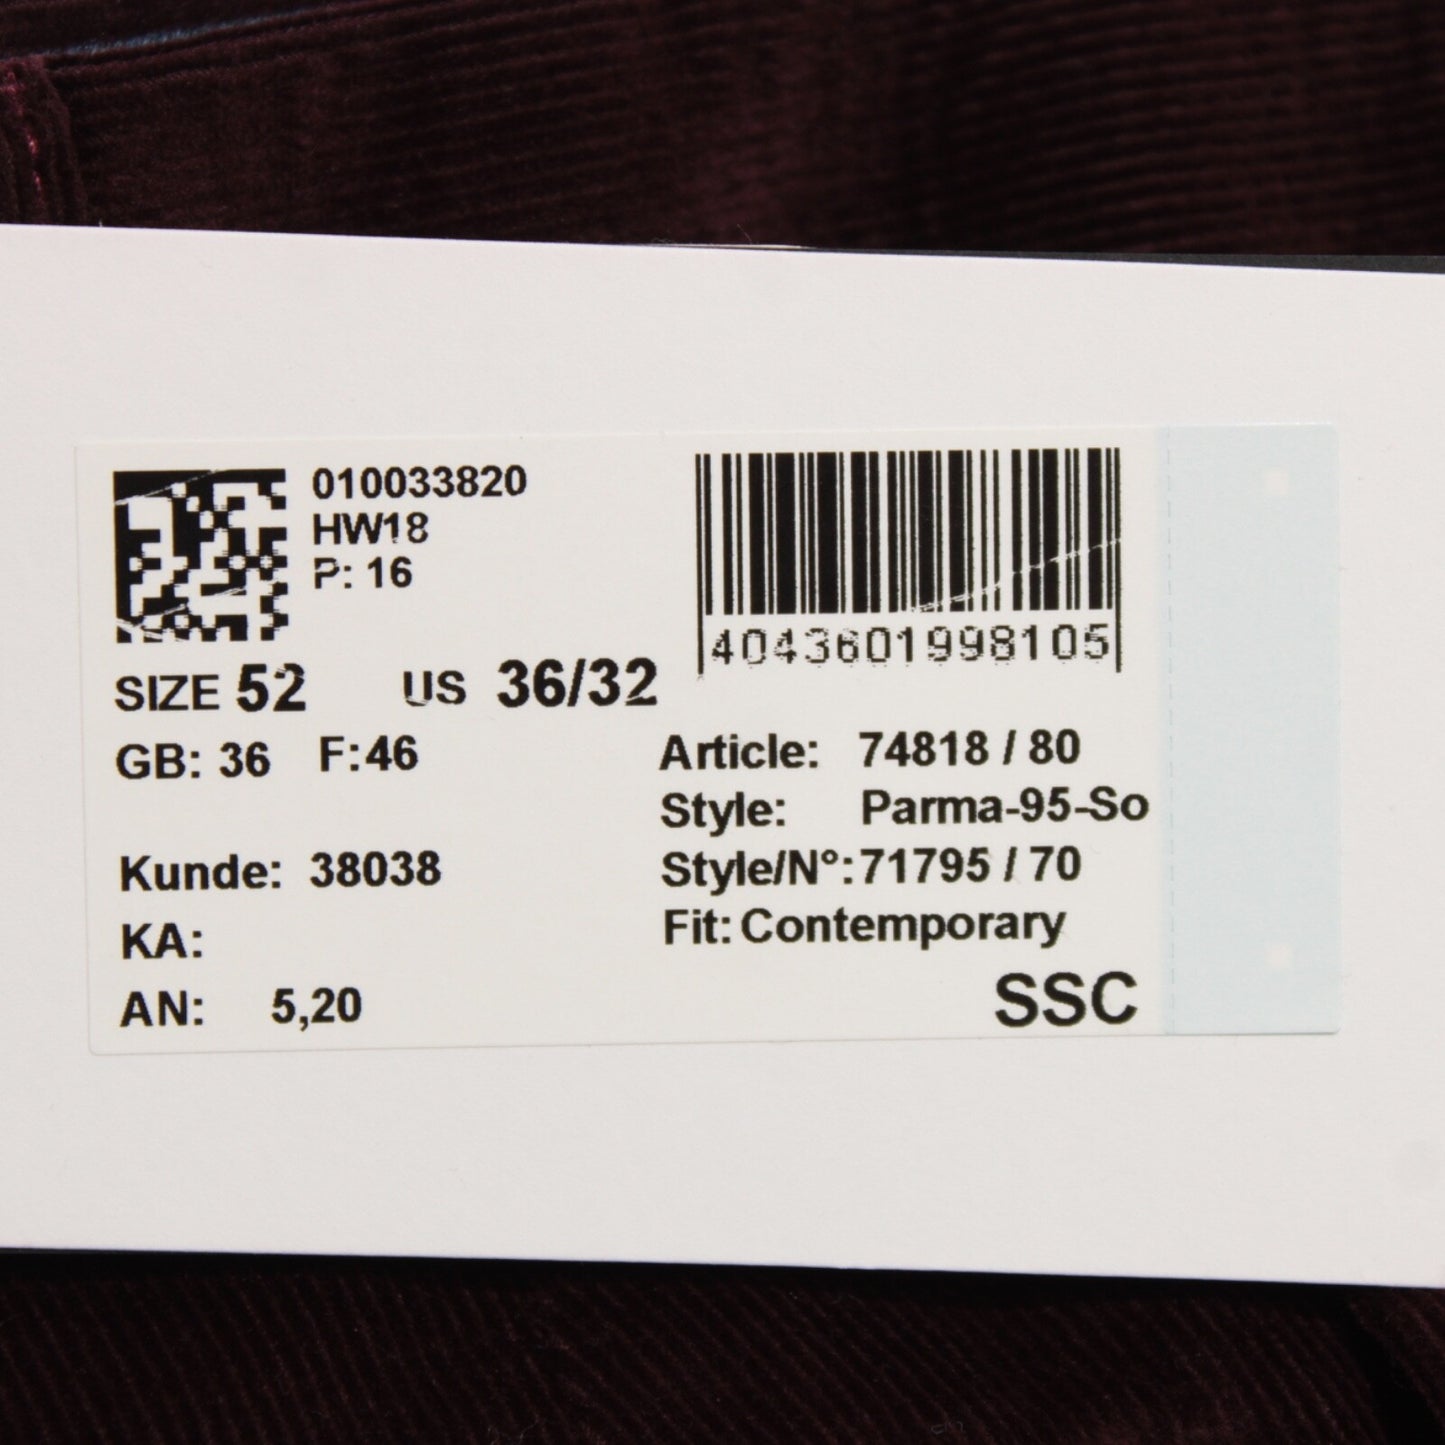 010033820
HW18
P: 16
4043601998105
SIZE 52 US 36/32
GB: 36 F:46
Article: 74818 / 80
Style: Parma-95-So
Kunde: 38038
Style/N°: 71795 / 70
KA:
Fit: Contemporary
AN: 5,20
SSC